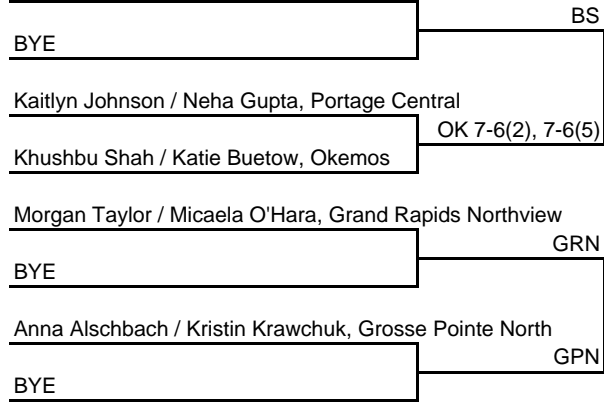 BS
BYE
Kaitlyn Johnson / Neha Gupta, Portage Central
OK 7-6(2), 7-6(5)
Khushbu Shah / Katie Buetow, Okemos
Morgan Taylor / Micaela O'Hara, Grand Rapids Northview
GRN
BYE
Anna Alschbach / Kristin Krawchuk, Grosse Pointe North
GPN
BYE